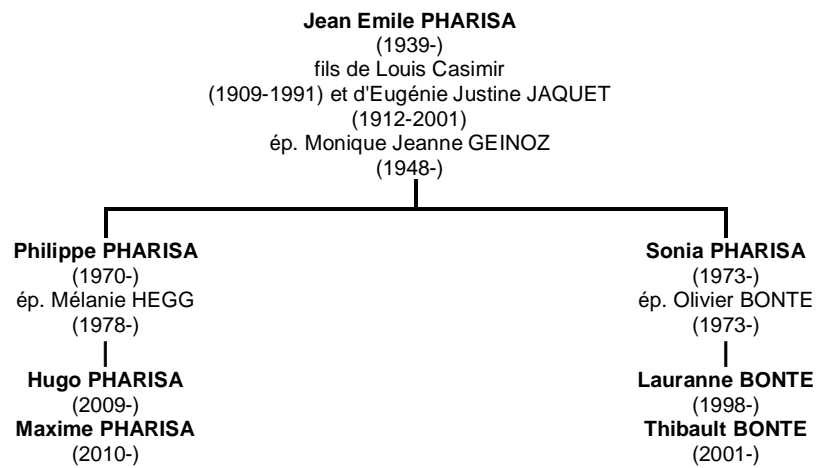 Jean Emile PHARISA
(1939-)
fils de Louis Casimir
(1909-1991) et d'Eugénie Justine JAQUET
(1912-2001)
ép. Monique Jeanne GEINOZ
(1948-)
Philippe PHARISA
(1970-)
ép. Mélanie HEGG
(1978-)
Hugo PHARISA
(2009-)
Maxime PHARISA
(2010-)
Sonia PHARISA
(1973-)
ép. Olivier BONTE
(1973-)
Lauranne BONTE
(1998-)
Thibault BONTE
(2001-)